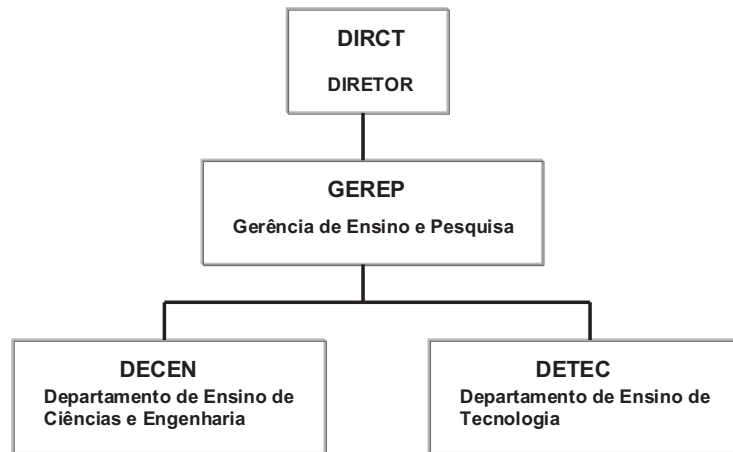 DIRCT
DIRETOR
GEREP
Gerência de Ensino e Pesquisa
DECEN
Departamento de Ensino de
Ciências e Engenharia
DETEC
Departamento de Ensino de
Tecnologia